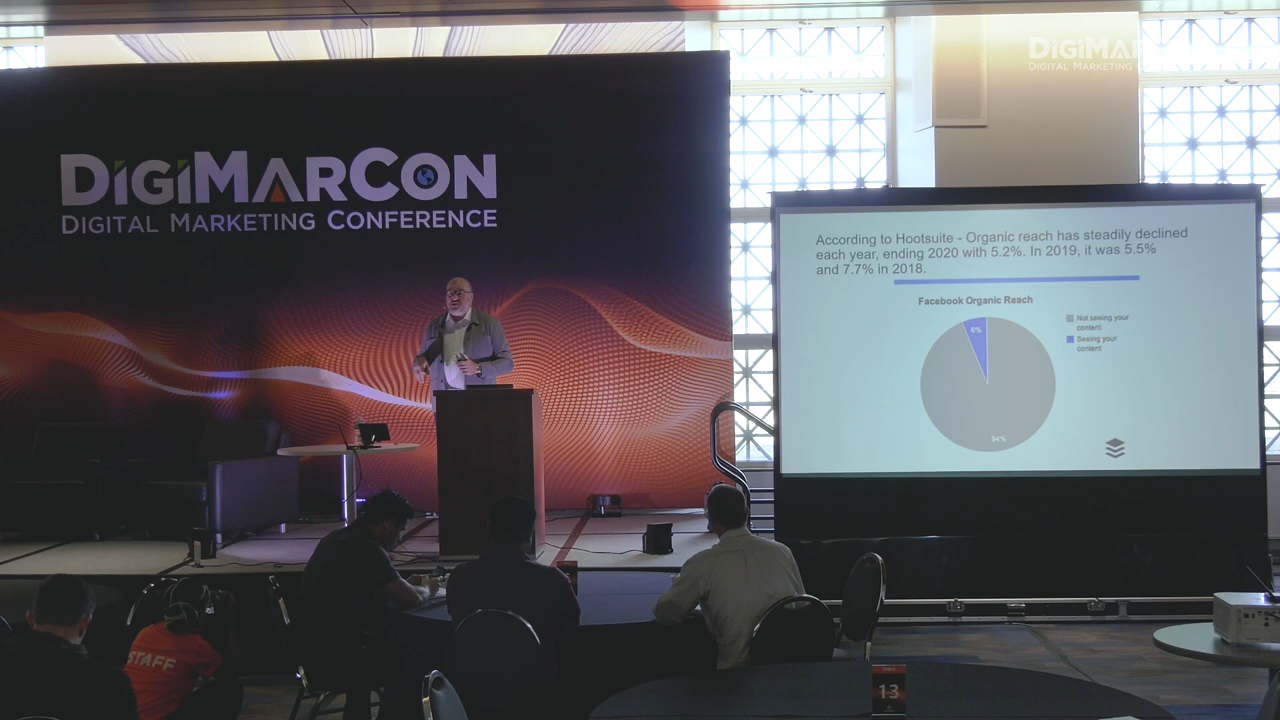 DIGIMARCON
DIGITAL MARKETING CONFERENCE
DIGIMAR
DIGITAL MARKETING
According to Hootsuite - Organic reach has steadily declined
each year, ending 2020 with 5.2%. In 2019, it was 5.5%
and 7.7% in 2018.
Facebook Organic Reach
6%
94%
Not seeing your
content
Seeing your
content
STAFF
TABLE
13